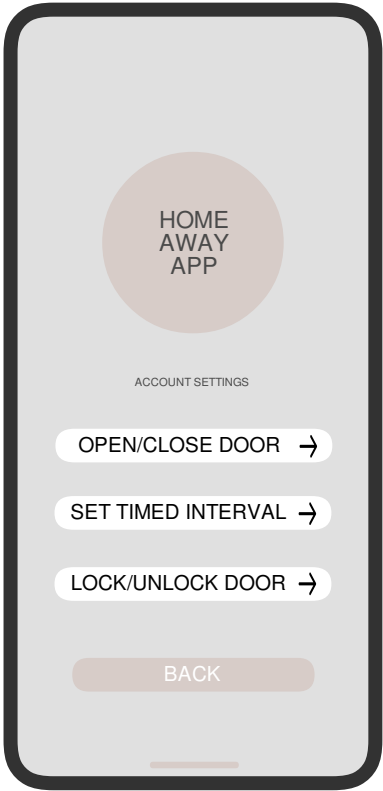 HOME
AWAY
APP
ACCOUNT SETTINGS
OPEN/CLOSE DOOR
SET TIMED INTERVAL
LOCK/UNLOCK DOOR
BACK